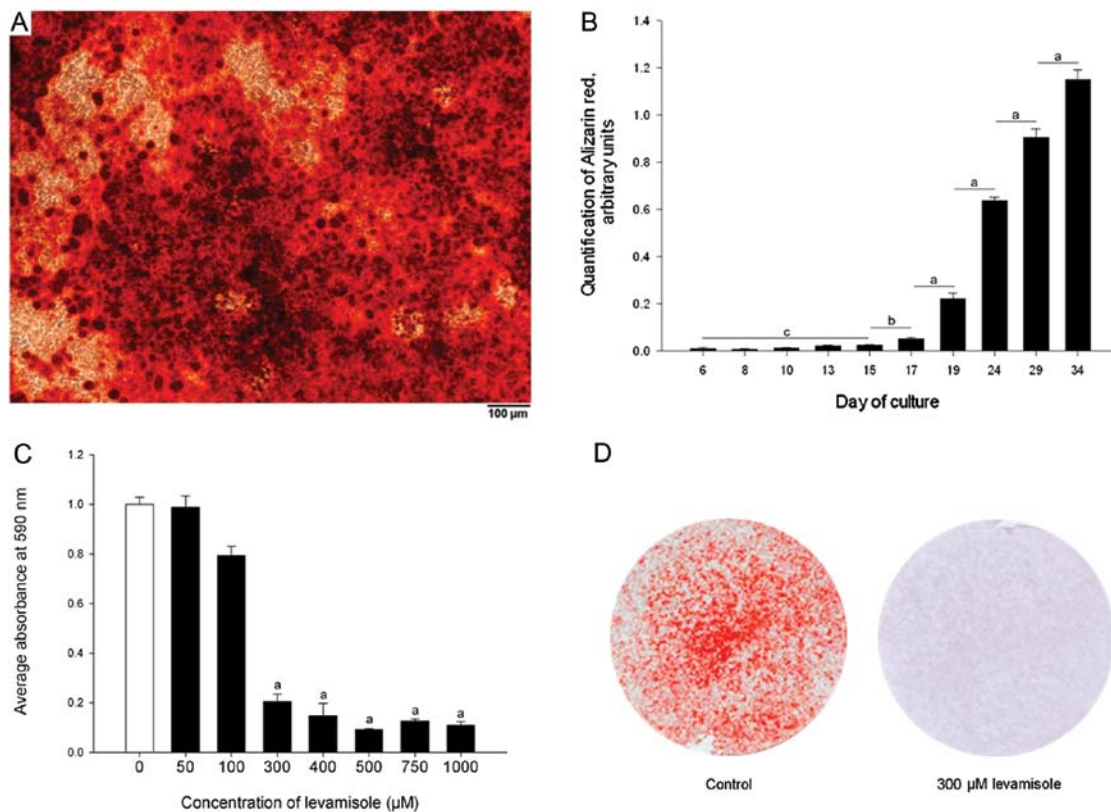 A
100 µm
B
Quantification of Alizarin red,
arbitrary units
1.4
1.2
1.0
0.8
0.6
0.4
0.2
0.0
a
a
a
a
b
c
6 8 10 13 15 17 19 24 29 34
Day of culture
C
Average absorbance at 590 nm
1.2
1.0
0.8
0.6
0.4
0.2
0.0
a a a a a
0 50 100 300 400 500 750 1000
Concentration of levamisole (µM)
D
Control 300 µM levamisole